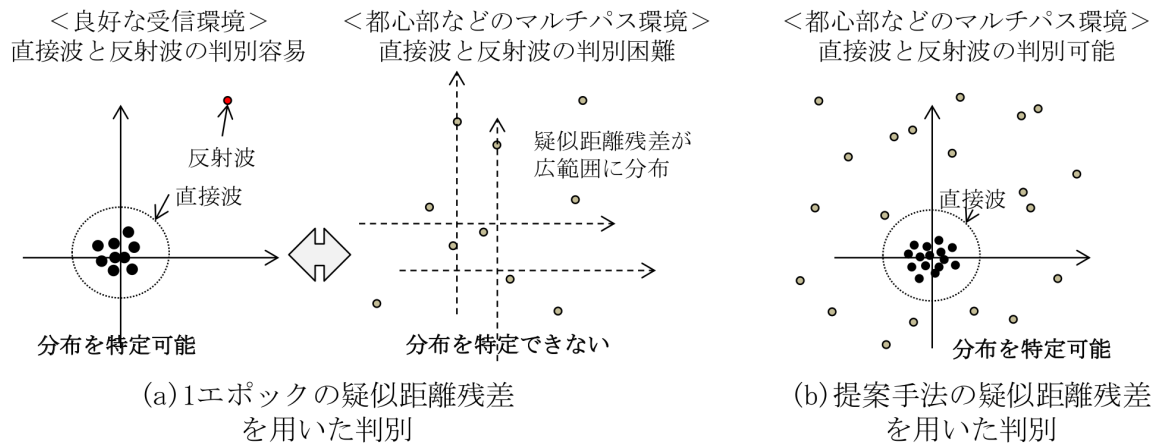 ＜良好な受信環境＞
直接波と反射波の判別容易
反射波
直接波
分布を特定可能
＜都心部などのマルチパス環境＞
直接波と反射波の判別困難
疑似距離残差が
広範囲に分布
分布を特定できない
(a)1エポックの疑似距離残差
を用いた判別
＜都心部などのマルチパス環境＞
直接波と反射波の判別可能
直接波
分布を特定可能
(b)提案手法の疑似距離残差
を用いた判別